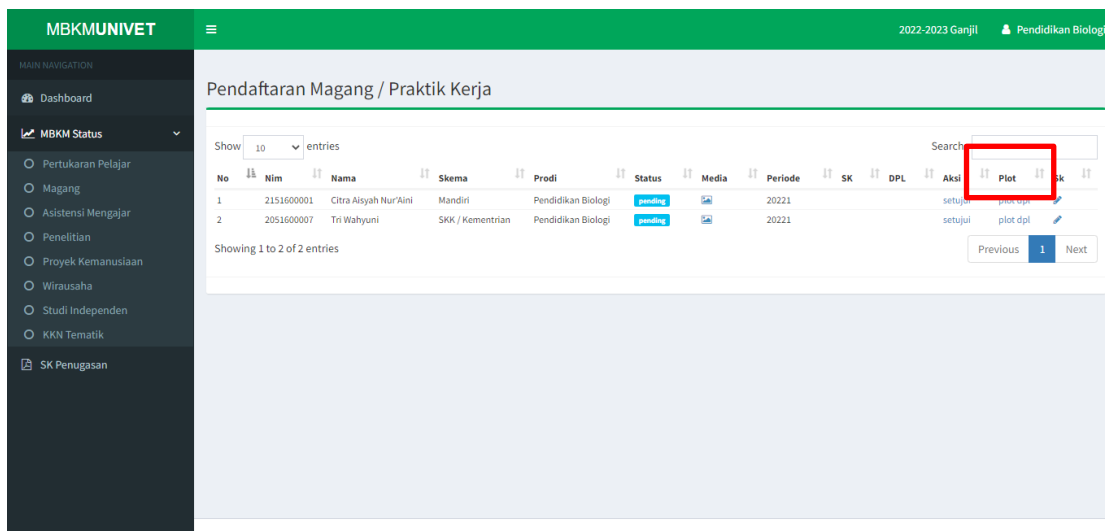 MBKMUNIVET
2022-2023 Ganjil Pendidikan Biologi
MAIN NAVIGATION
Dashboard
MBKM Status
Pertukaran Pelajar
Magang
Asistensi Mengajar
Penelitian
Proyek Kemanusiaan
Wirausaha
Studi Independen
KKN Tematik
SK Penugasan
Pendaftaran Magang / Praktik Kerja
Show 10 entries Search
No Nim Nama Skema Prodi Status Media Periode SK DPL Aksi Plot Sk
1 2151600001 Citra Aisyah Nur'Aini Mandiri Pendidikan Biologi pending 20221 setujui plot dpl
2 2051600007 Tri Wahyuni SKK / Kementrian Pendidikan Biologi pending 20221 setujui plot dpl
Showing 1 to 2 of 2 entries
Previous 1 Next